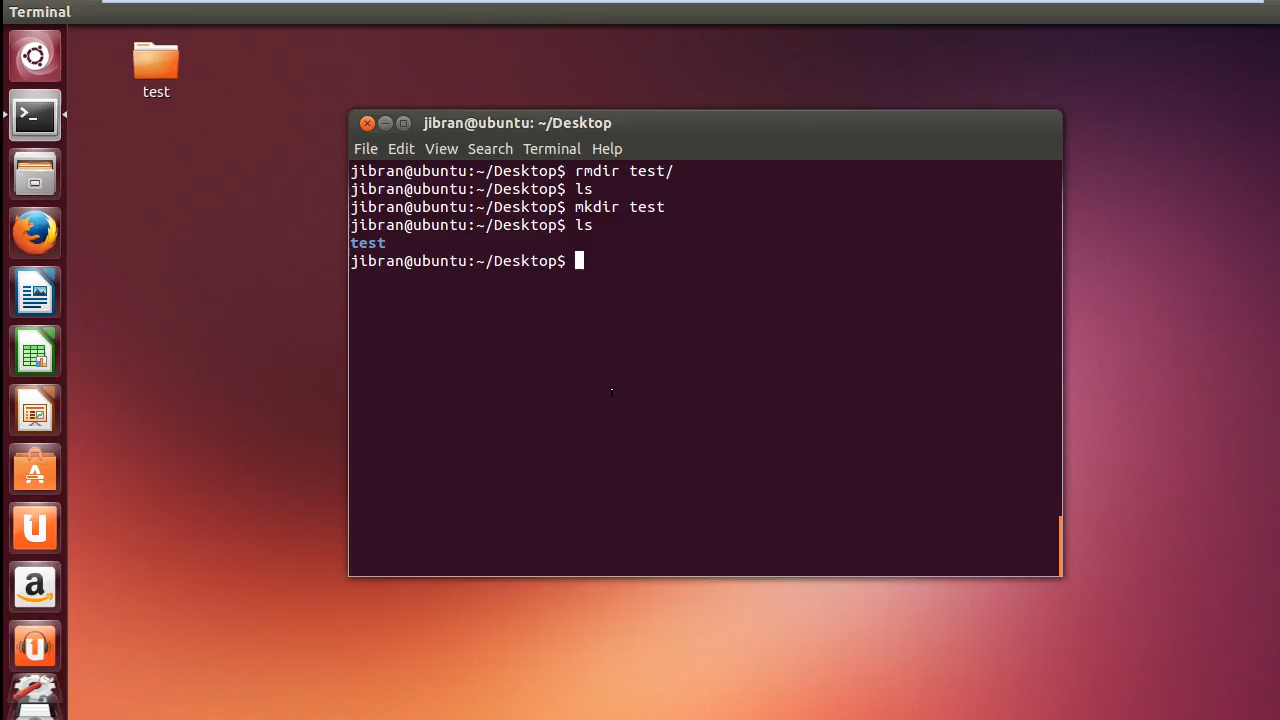 Terminal
test
jibran@ubuntu: ~/Desktop
File Edit View Search Terminal Help
jibran@ubuntu:~/Desktop$ rmdir test/
jibran@ubuntu:~/Desktop$ ls
jibran@ubuntu:~/Desktop$ mkdir test
jibran@ubuntu:~/Desktop$ ls
test
jibran@ubuntu:~/Desktop$